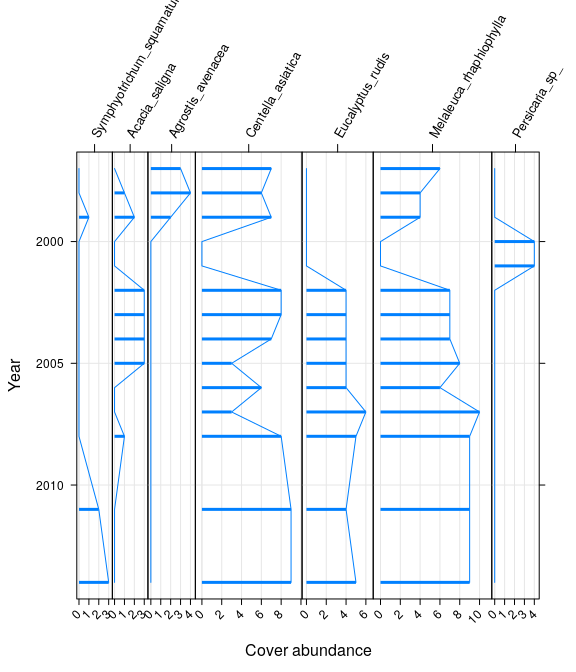 Symphyotrichum_squamatum
Acacia_saligna
Agrostis_avenacea
Centella_asiatica
Eucalyptus_rudis
Melaleuca_rhaphiophylla
Persicaria_sp_
2000
2005
2010
Year
0 1 2 3 0 1 2 3 0 1 2 3 4 0 2 4 6 8 0 2 4 6 0 2 4 6 8 10 0 1 2 3 4
Cover abundance